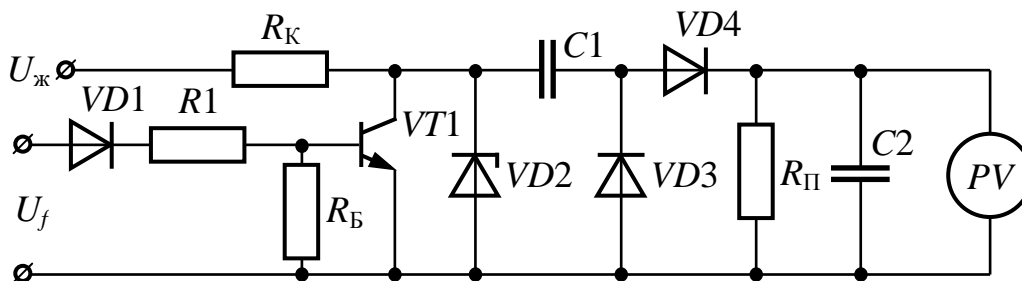 R_К
C1
VD4
U_ж
VD1
R1
VT1
VD2
VD3
R_П
C2
PV
U_f
R_Б